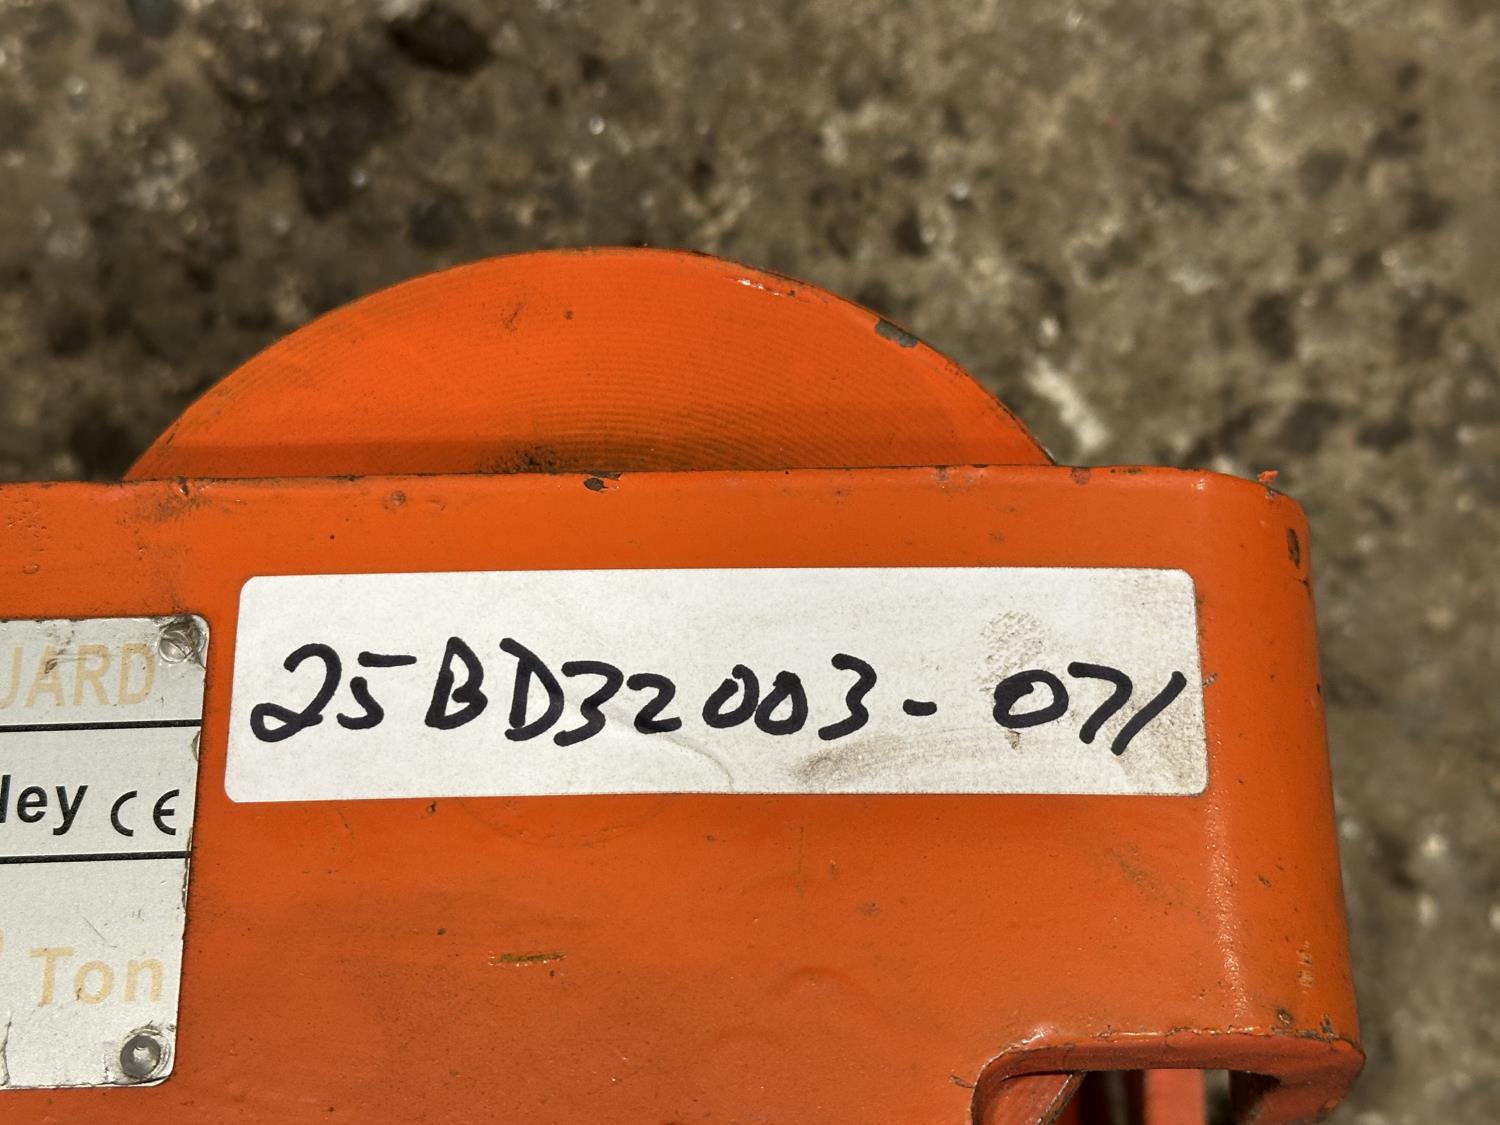 25BD32003-071
UARD
ley CE
Ton